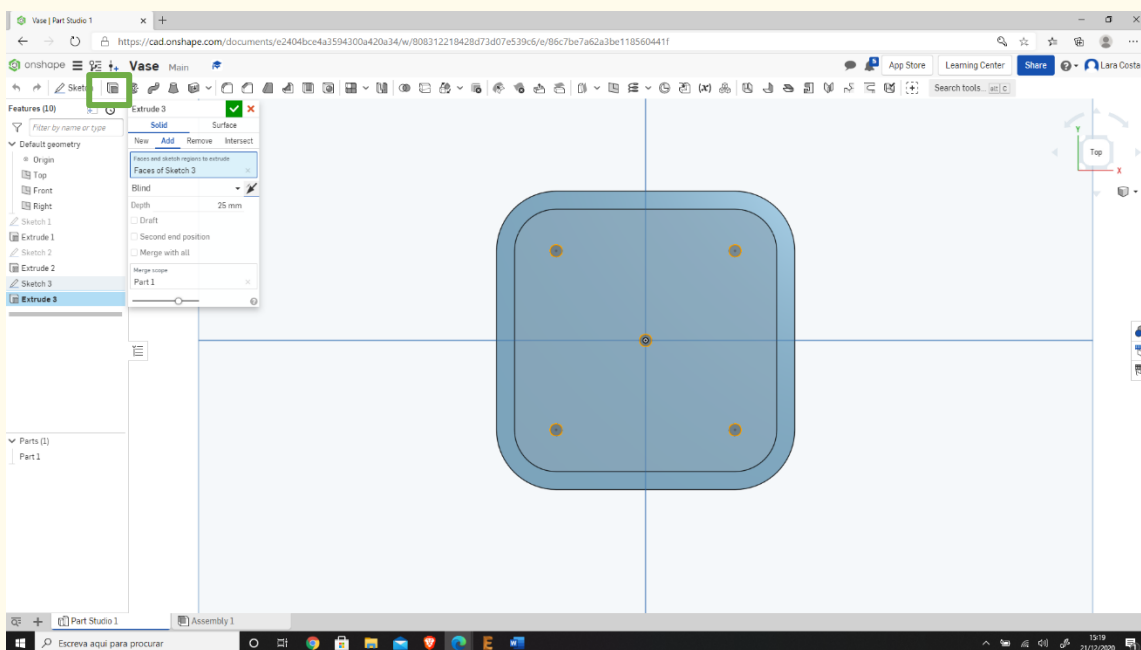 Vase | Part Studio 1
https://cad.onshape.com/documents/e2404bce4a3594300a420a34/w/808312218428d73d07e539c6/e/86c7be7a62a3be118560441f
onshape Vase Main App Store Learning Center Share Lara Costa
Sketch Search tools... alt c
Features (10)
Filter by name or type
Default geometry
Origin
Top
Front
Right
Sketch 1
Extrude 1
Sketch 2
Extrude 2
Sketch 3
Extrude 3
Extrude 3
Solid Surface
New Add Remove Intersect
Faces and sketch regions to extrude
Faces of Sketch 3
Blind
Depth 25 mm
Draft
Second end position
Merge with all
Merge scope
Part 1
Y
Top
X
Parts (1)
Part 1
Part Studio 1 Assembly 1
Escreva aqui para procurar
15:19
21/12/2020